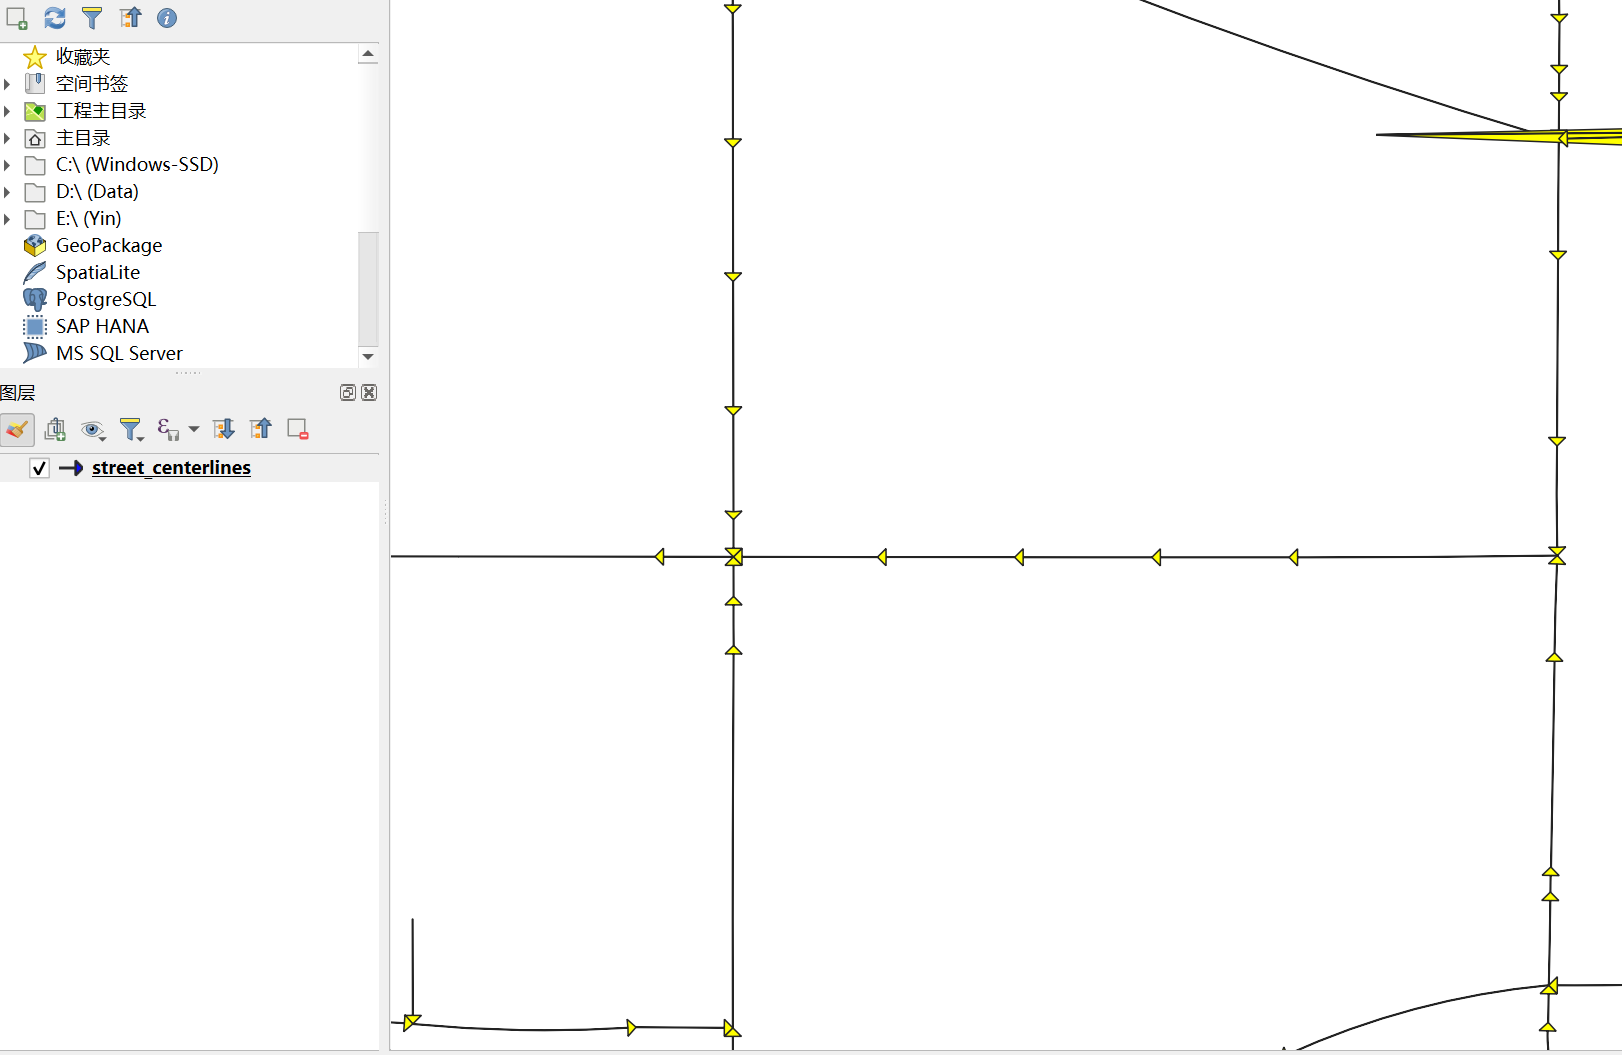 收藏夹
空间书签
工程主目录
主目录
C:\ (Windows-SSD)
D:\ (Data)
E:\ (Yin)
GeoPackage
SpatiaLite
PostgreSQL
SAP HANA
MS SQL Server
图层
street_centerlines